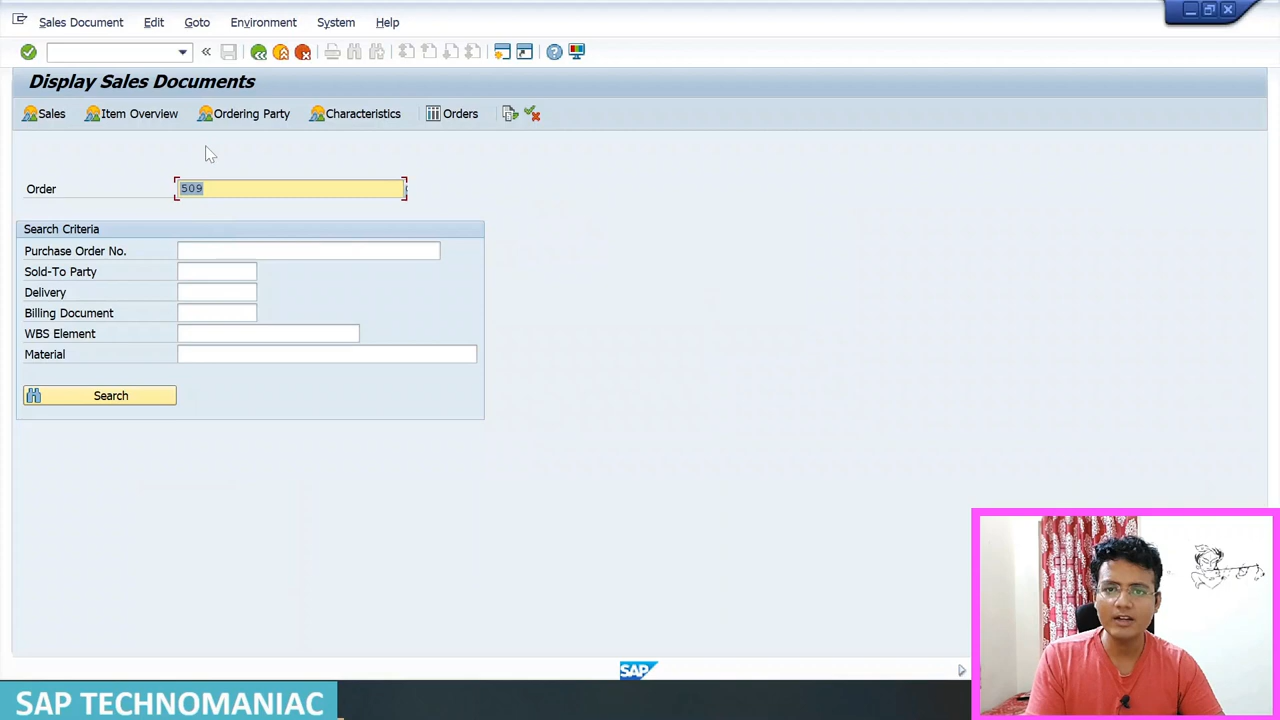 Sales Document Edit Goto Environment System Help
Display Sales Documents
Sales Item Overview Ordering Party Characteristics Orders
Order 509
Search Criteria
Purchase Order No.
Sold-To Party
Delivery
Billing Document
WBS Element
Material
Search
SAP
SAP TECHNOMANIAC